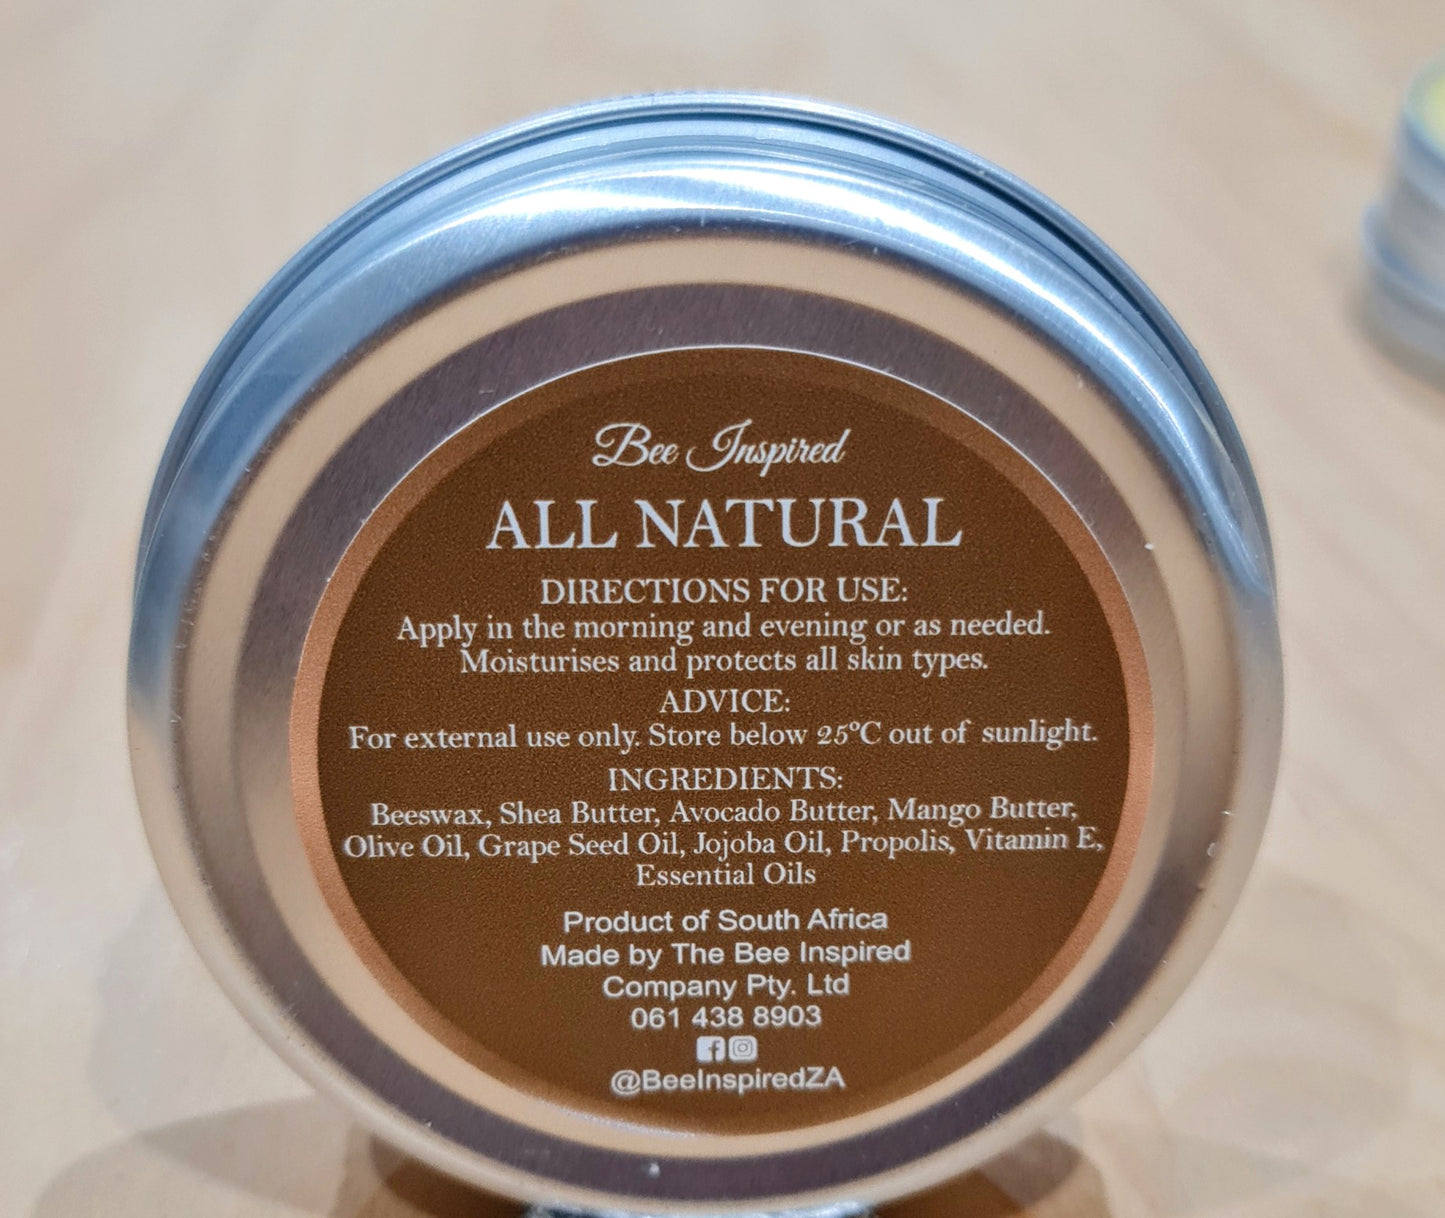 Bee Inspired
ALL NATURAL
DIRECTIONS FOR USE:
Apply in the morning and evening or as needed.
Moisturises and protects all skin types.
ADVICE:
For external use only. Store below 25ºC out of sunlight.
INGREDIENTS:
Beeswax, Shea Butter, Avocado Butter, Mango Butter,
Olive Oil, Grape Seed Oil, Jojoba Oil, Propolis, Vitamin E,
Essential Oils
Product of South Africa
Made by The Bee Inspired
Company Pty. Ltd
061 438 8903
@BeeInspiredZA